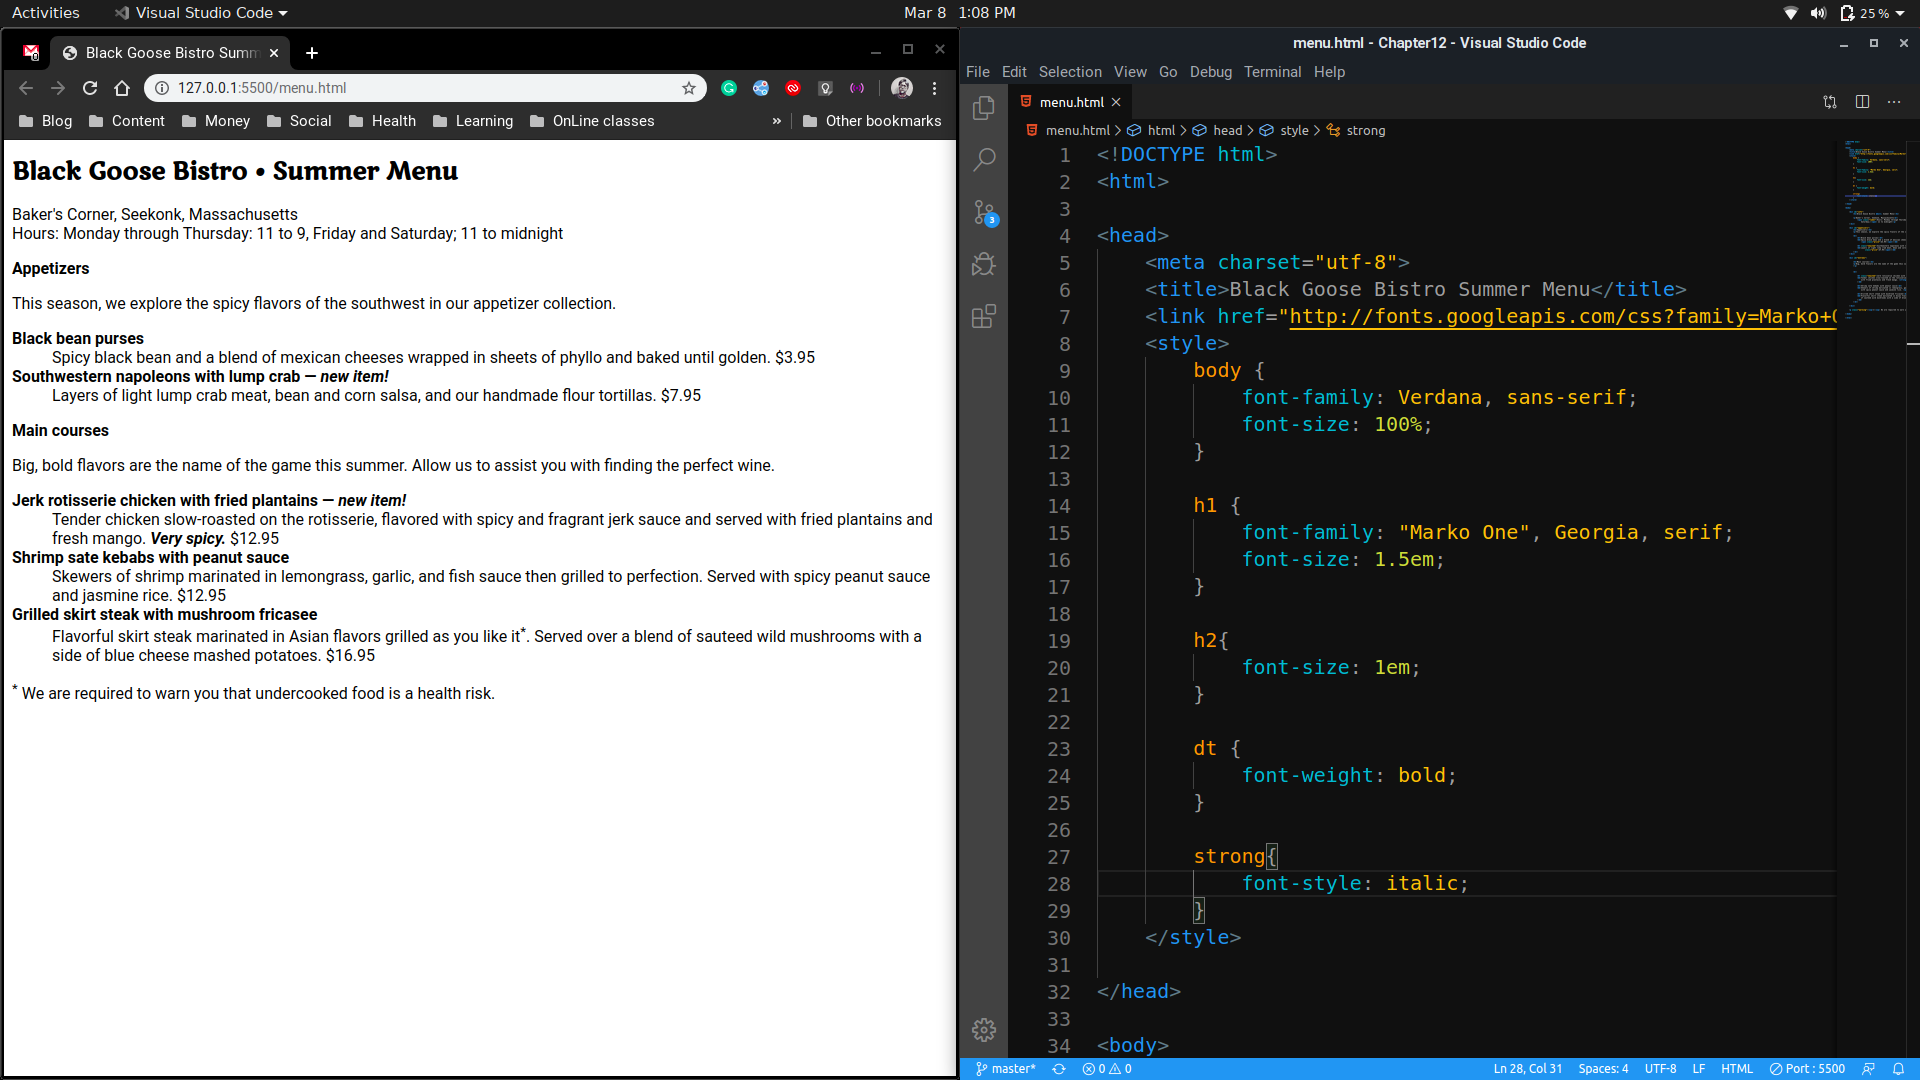 Activities Visual Studio Code Mar 8 1:08 PM 25 %
Black Goose Bistro Summ
127.0.0.1:5500/menu.html
Blog Content Money Social Health Learning OnLine classes » Other bookmarks
Black Goose Bistro • Summer Menu
Baker's Corner, Seekonk, Massachusetts
Hours: Monday through Thursday: 11 to 9, Friday and Saturday; 11 to midnight
Appetizers
This season, we explore the spicy flavors of the southwest in our appetizer collection.
Black bean purses
Spicy black bean and a blend of mexican cheeses wrapped in sheets of phyllo and baked until golden. $3.95
Southwestern napoleons with lump crab — new item!
Layers of light lump crab meat, bean and corn salsa, and our handmade flour tortillas. $7.95
Main courses
Big, bold flavors are the name of the game this summer. Allow us to assist you with finding the perfect wine.
Jerk rotisserie chicken with fried plantains — new item!
Tender chicken slow-roasted on the rotisserie, flavored with spicy and fragrant jerk sauce and served with fried plantains and
fresh mango. Very spicy. $12.95
Shrimp sate kebabs with peanut sauce
Skewers of shrimp marinated in lemongrass, garlic, and fish sauce then grilled to perfection. Served with spicy peanut sauce
and jasmine rice. $12.95
Grilled skirt steak with mushroom fricasee
Flavorful skirt steak marinated in Asian flavors grilled as you like it*. Served over a blend of sauteed wild mushrooms with a
side of blue cheese mashed potatoes. $16.95
* We are required to warn you that undercooked food is a health risk.
menu.html - Chapter12 - Visual Studio Code
File Edit Selection View Go Debug Terminal Help
menu.html
menu.html > html > head > style > strong
3
1 <!DOCTYPE html>
2 <html>
3
4 <head>
5 <meta charset="utf-8">
6 <title>Black Goose Bistro Summer Menu</title>
7 <link href="http://fonts.googleapis.com/css?family=Marko+
8 <style>
9 body {
10 font-family: Verdana, sans-serif;
11 font-size: 100%;
12 }
13
14 h1 {
15 font-family: "Marko One", Georgia, serif;
16 font-size: 1.5em;
17 }
18
19 h2{
20 font-size: 1em;
21 }
22
23 dt {
24 font-weight: bold;
25 }
26
27 strong{
28 font-style: italic;
29 }
30 </style>
31
32 </head>
33
34 <body>
master* 0 0 Ln 28, Col 31 Spaces: 4 UTF-8 LF HTML Port : 5500